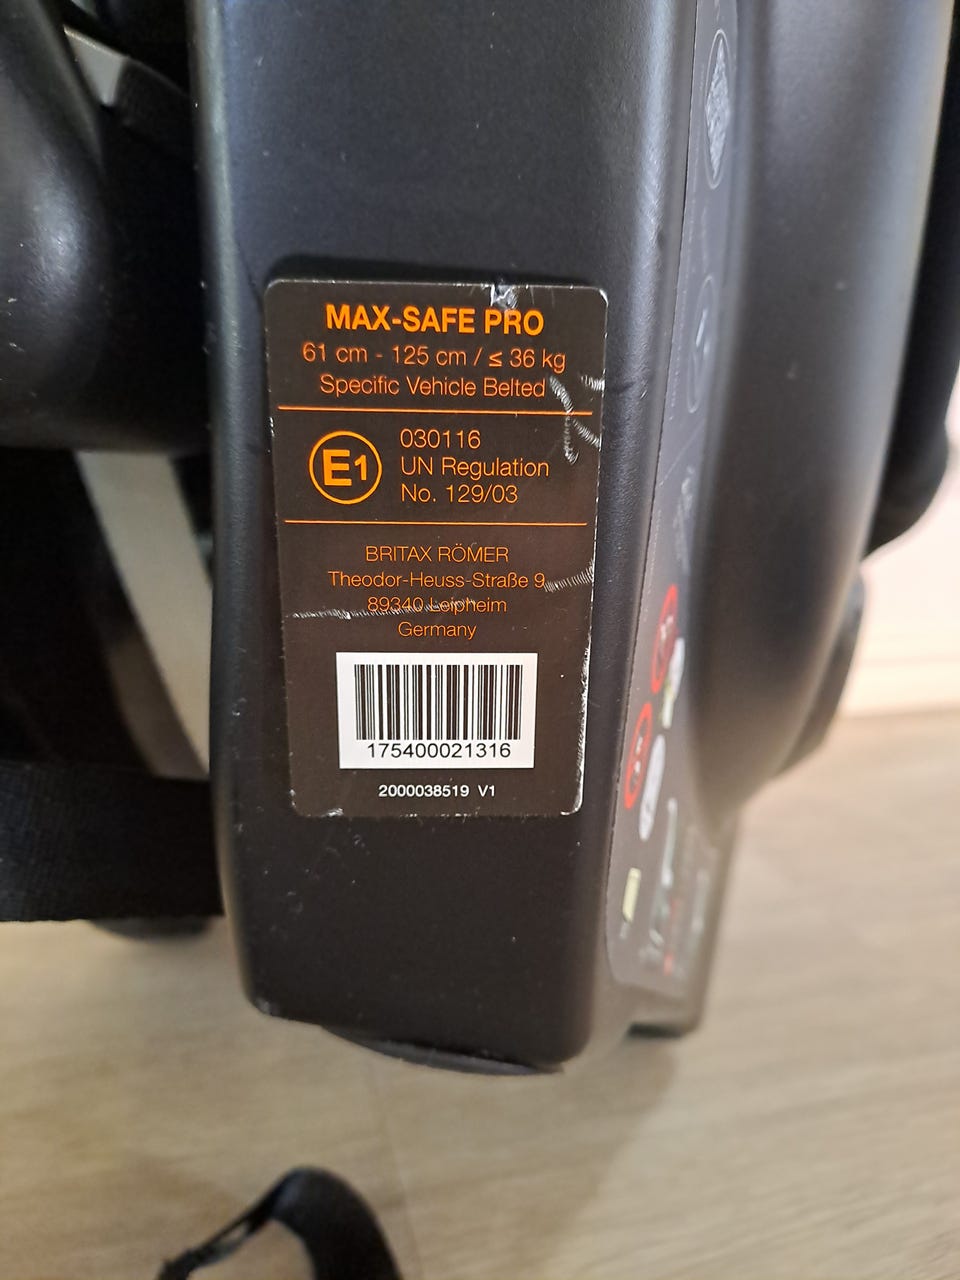 MAX-SAFE PRO
61 cm - 125 cm / ≤ 36 kg
Specific Vehicle Belted
E1
030116
UN Regulation
No. 129/03
BRITAX RÖMER
Theodor-Heuss-Straße 9
89340 Leipheim
Germany
175400021316
2000038519 V1